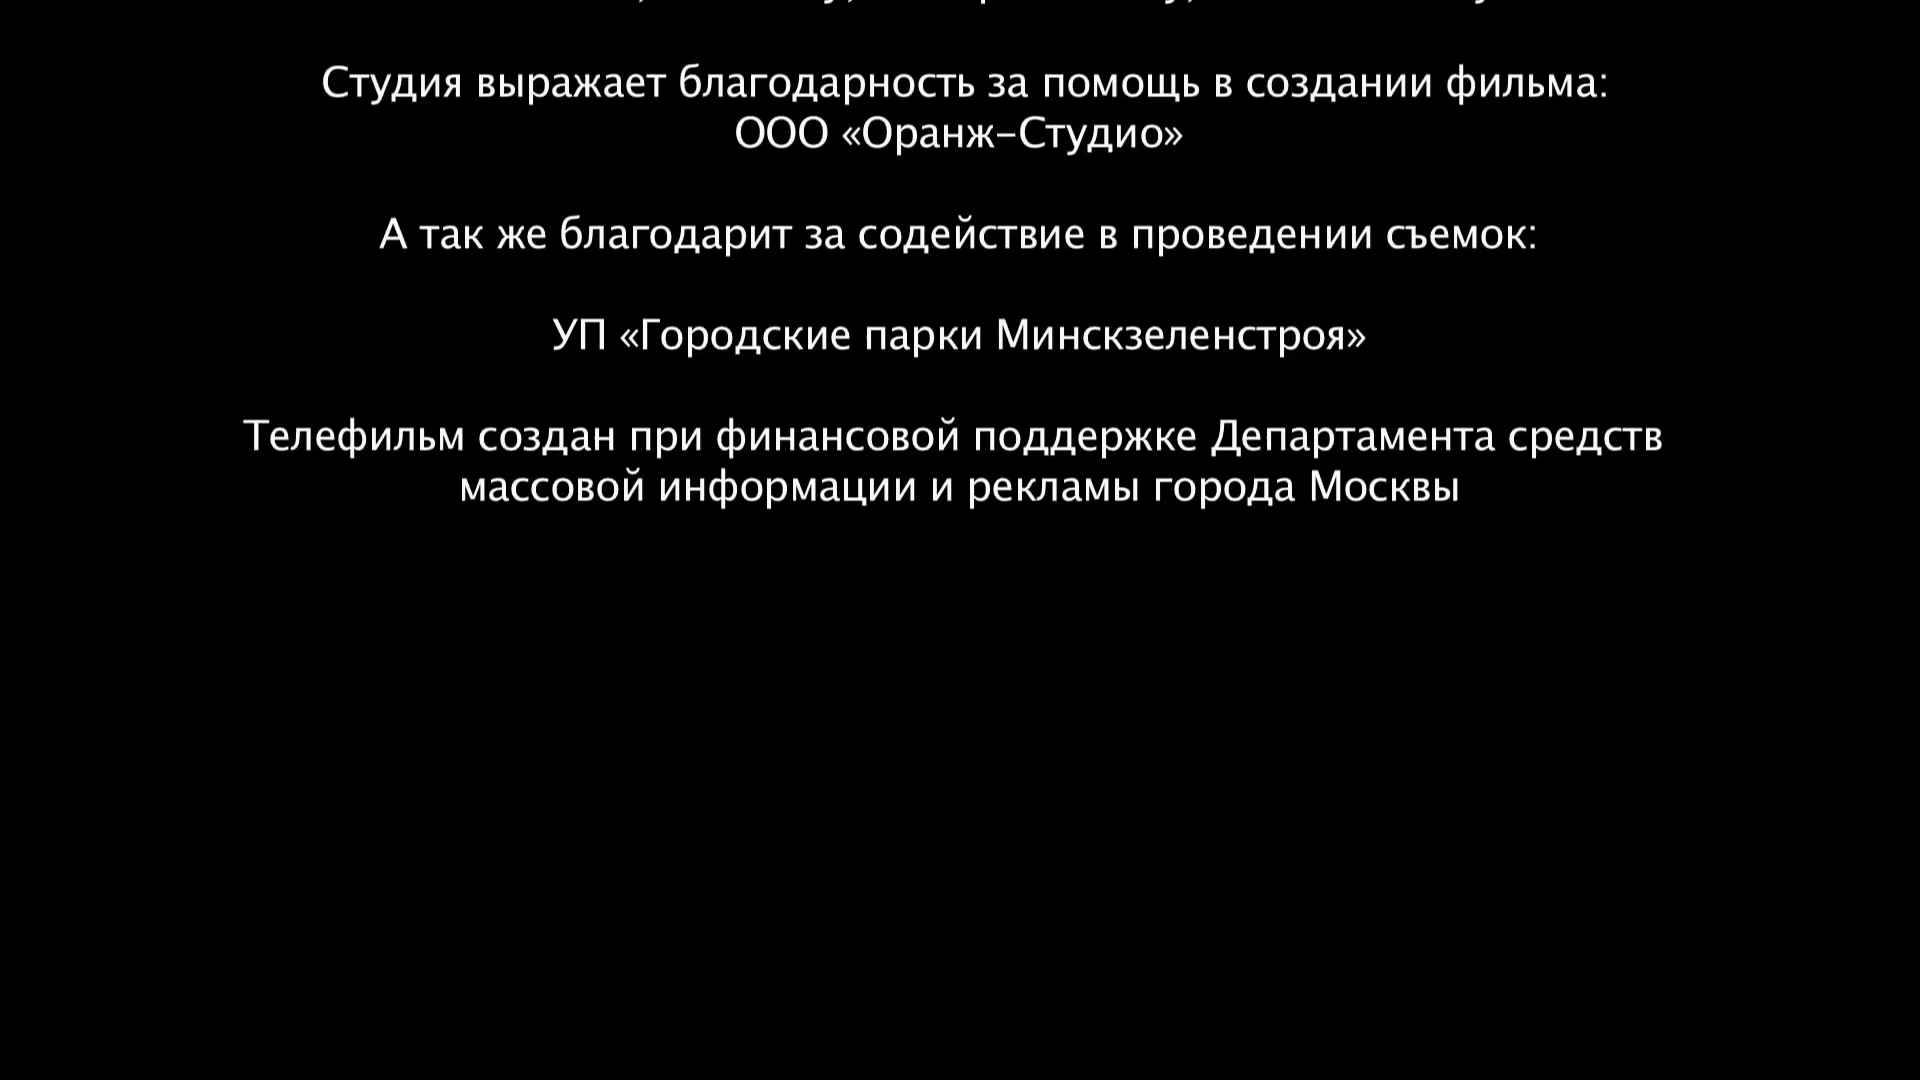 Студия выражает благодарность за помощь в создании фильма:
ООО «Оранж-Студио»
А так же благодарит за содействие в проведении съемок:
УП «Городские парки Минскзеленстроя»
Телефильм создан при финансовой поддержке Департамента средств
массовой информации и рекламы города Москвы